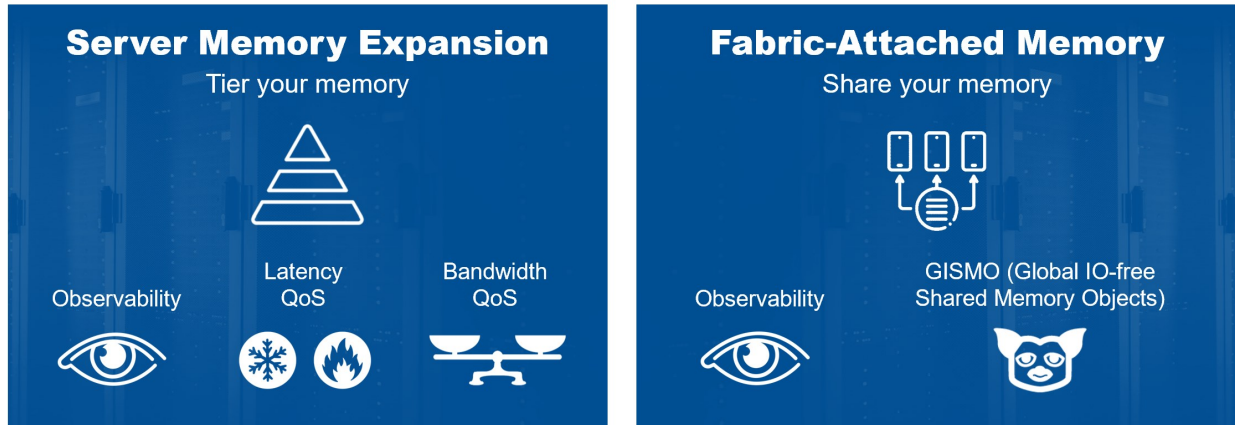 Server Memory Expansion
Tier your memory
Observability
Latency
QoS
Bandwidth
QoS
Fabric-Attached Memory
Share your memory
Observability
GISMO (Global IO-free
Shared Memory Objects)